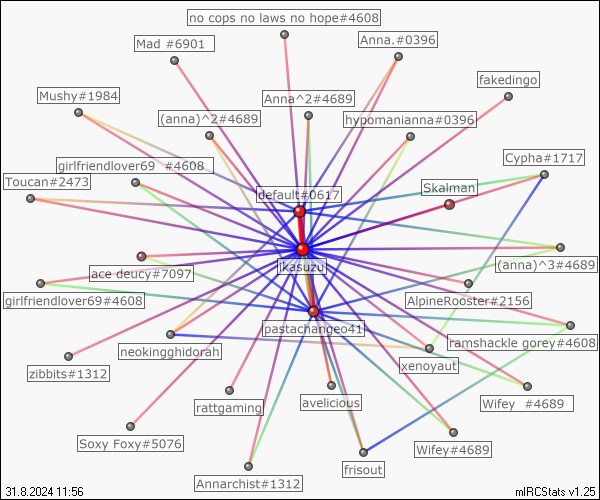 no cops no laws no hope#4608
Mad #6901
Anna.#0396
fakedingo
Mushy#1984
Anna^2#4689
(anna)^2#4689
hypomanianna#0396
Cypha#1717
girlfriendlover69 #4608
Toucan#2473
default#0617
Skalman
jkasuzu
(anna)^3#4689
ace deucy#7097
girlfriendlover69#4608
AlpineRooster#2156
pastachangeo41
ramshackle gorey#4608
neokingghidorah
xenoyaut
zibbits#1312
rattgaming
avelicious
Wifey #4689
Soxy Foxy#5076
Wifey#4689
frisout
Annarchist#1312
31.8.2024 11:56
mIRCStats v1.25